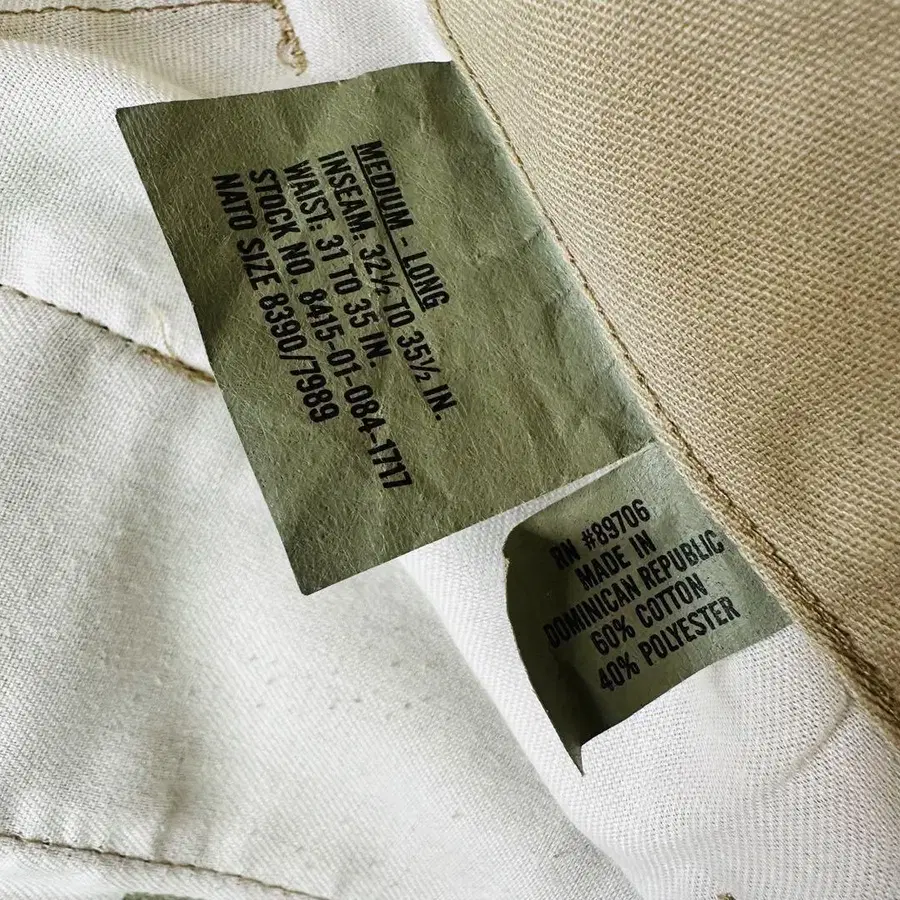 MEDIUM - LONG
INSEAM: 32½ TO 35½ IN.
WAIST: 31 TO 35 IN.
STOCK NO. 8415-01-084-1717
NATO SIZE 8390/7989
RN #89706
MADE IN
DOMINICAN REPUBLIC
60% COTTON
40% POLYESTER